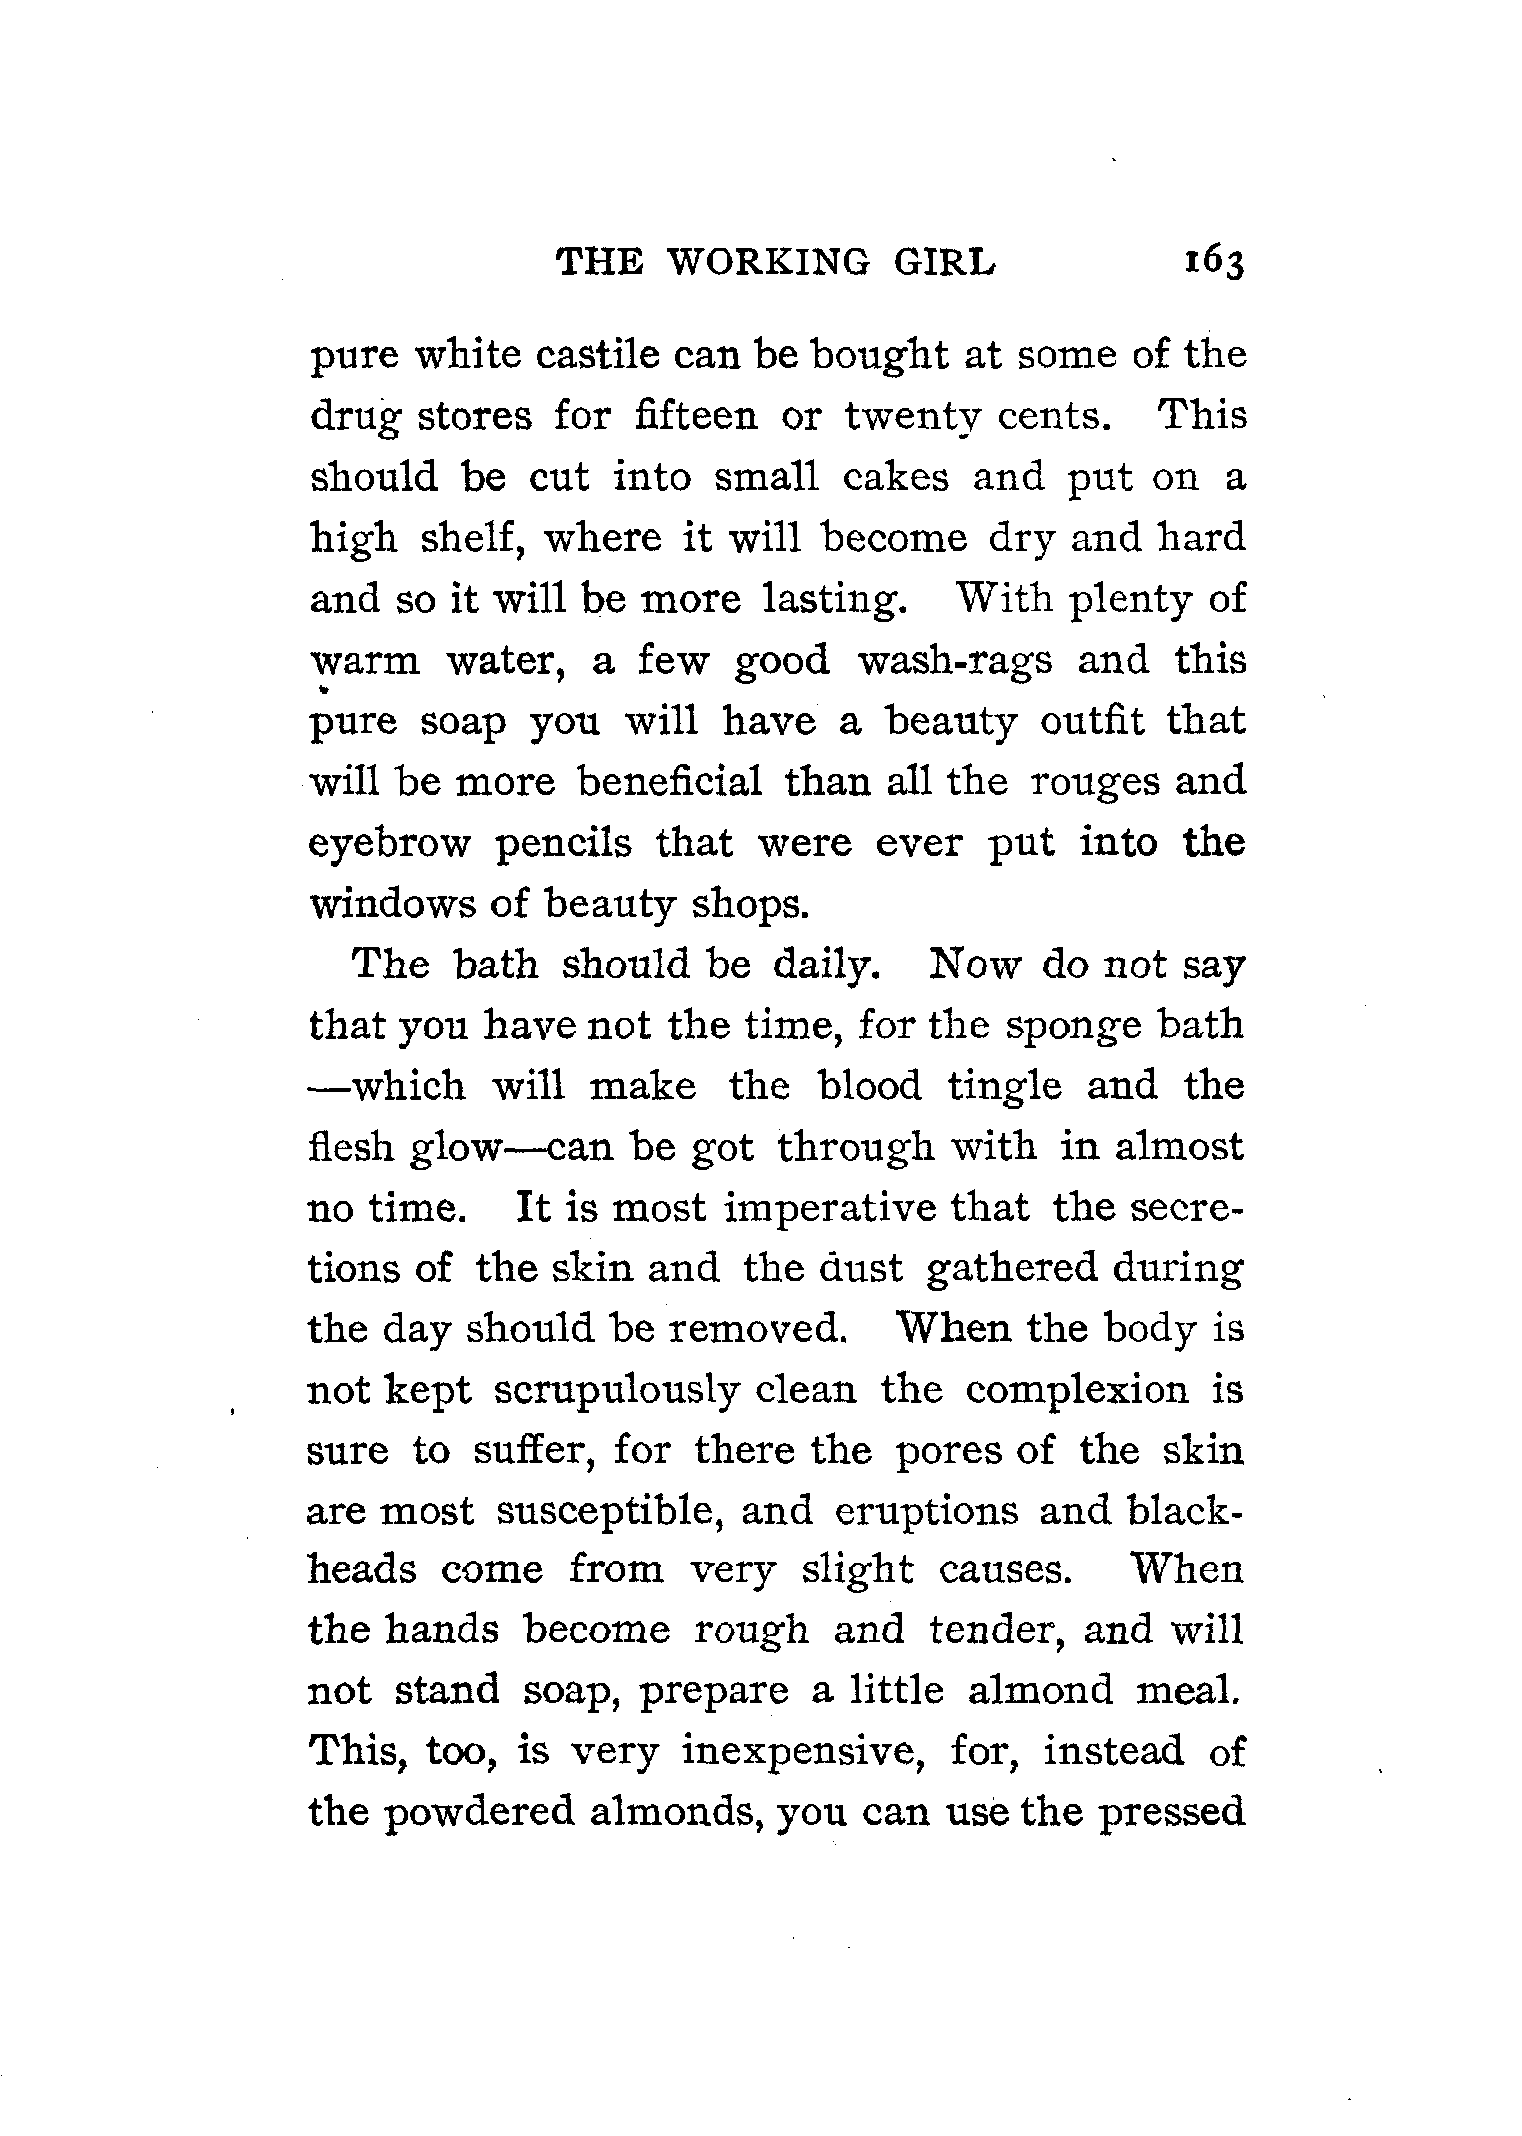 THE WORKING GIRL 163
pure white castile can be bought at some of the
drug stores for fifteen or twenty cents. This
should be cut into small cakes and put on a
high shelf, where it will become dry and hard
and so it will be more lasting. With plenty of
warm water, a few good wash-rags and this
pure soap you will have a beauty outfit that
will be more beneficial than all the rouges and
eyebrow pencils that were ever put into the
windows of beauty shops.
The bath should be daily. Now do not say
that you have not the time, for the sponge bath
—which will make the blood tingle and the
flesh glow—can be got through with in almost
no time. It is most imperative that the secre-
tions of the skin and the dust gathered during
the day should be removed. When the body is
not kept scrupulously clean the complexion is
sure to suffer, for there the pores of the skin
are most susceptible, and eruptions and black-
heads come from very slight causes. When
the hands become rough and tender, and will
not stand soap, prepare a little almond meal.
This, too, is very inexpensive, for, instead of
the powdered almonds, you can use the pressed